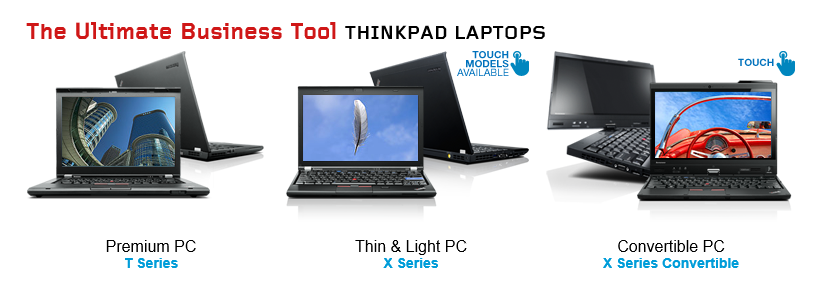 The Ultimate Business Tool THINKPAD LAPTOPS
TOUCH
MODELS
AVAILABLE
TOUCH
Premium PC
T Series
Thin & Light PC
X Series
Convertible PC
X Series Convertible